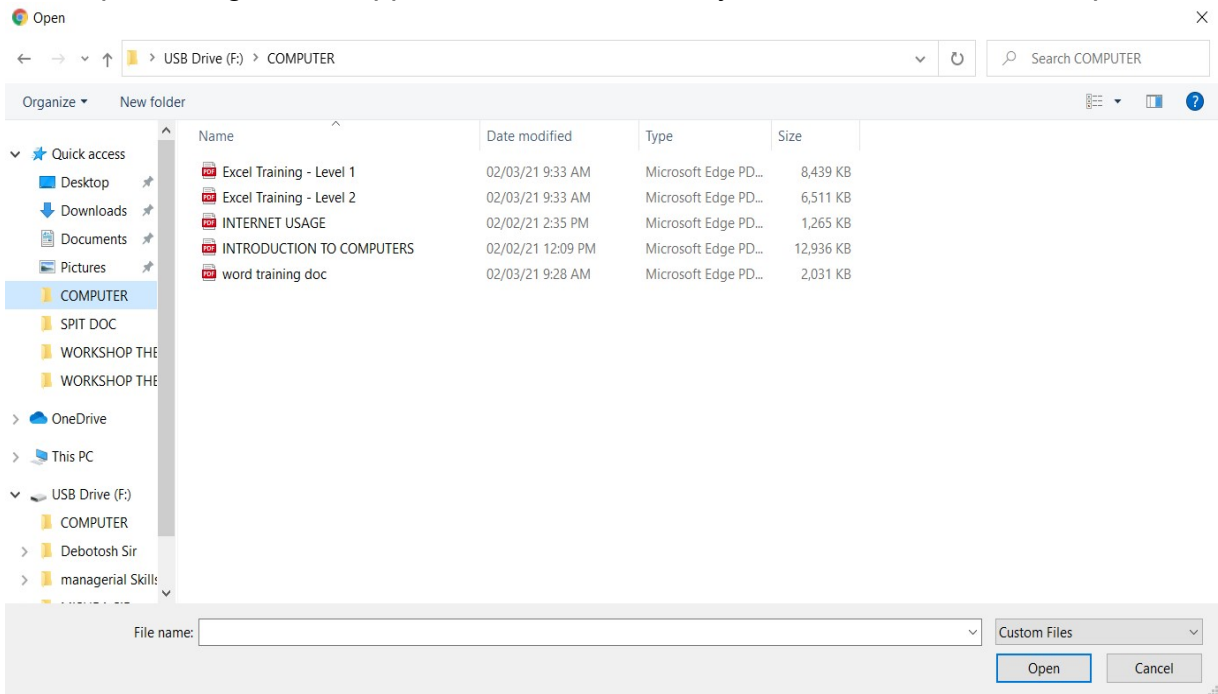 Open
USB Drive (F:) > COMPUTER
Search COMPUTER
Organize
New folder
Name Date modified Type Size
Quick access
Desktop
Downloads
Documents
Pictures
COMPUTER
SPIT DOC
WORKSHOP THE
WORKSHOP THE
OneDrive
This PC
USB Drive (F:)
COMPUTER
Debotosh Sir
managerial Skills
Excel Training - Level 1 02/03/21 9:33 AM Microsoft Edge PD... 8,439 KB
Excel Training - Level 2 02/03/21 9:33 AM Microsoft Edge PD... 6,511 KB
INTERNET USAGE 02/02/21 2:35 PM Microsoft Edge PD... 1,265 KB
INTRODUCTION TO COMPUTERS 02/02/21 12:09 PM Microsoft Edge PD... 12,936 KB
word training doc 02/03/21 9:28 AM Microsoft Edge PD... 2,031 KB
File name:
Custom Files
Open Cancel